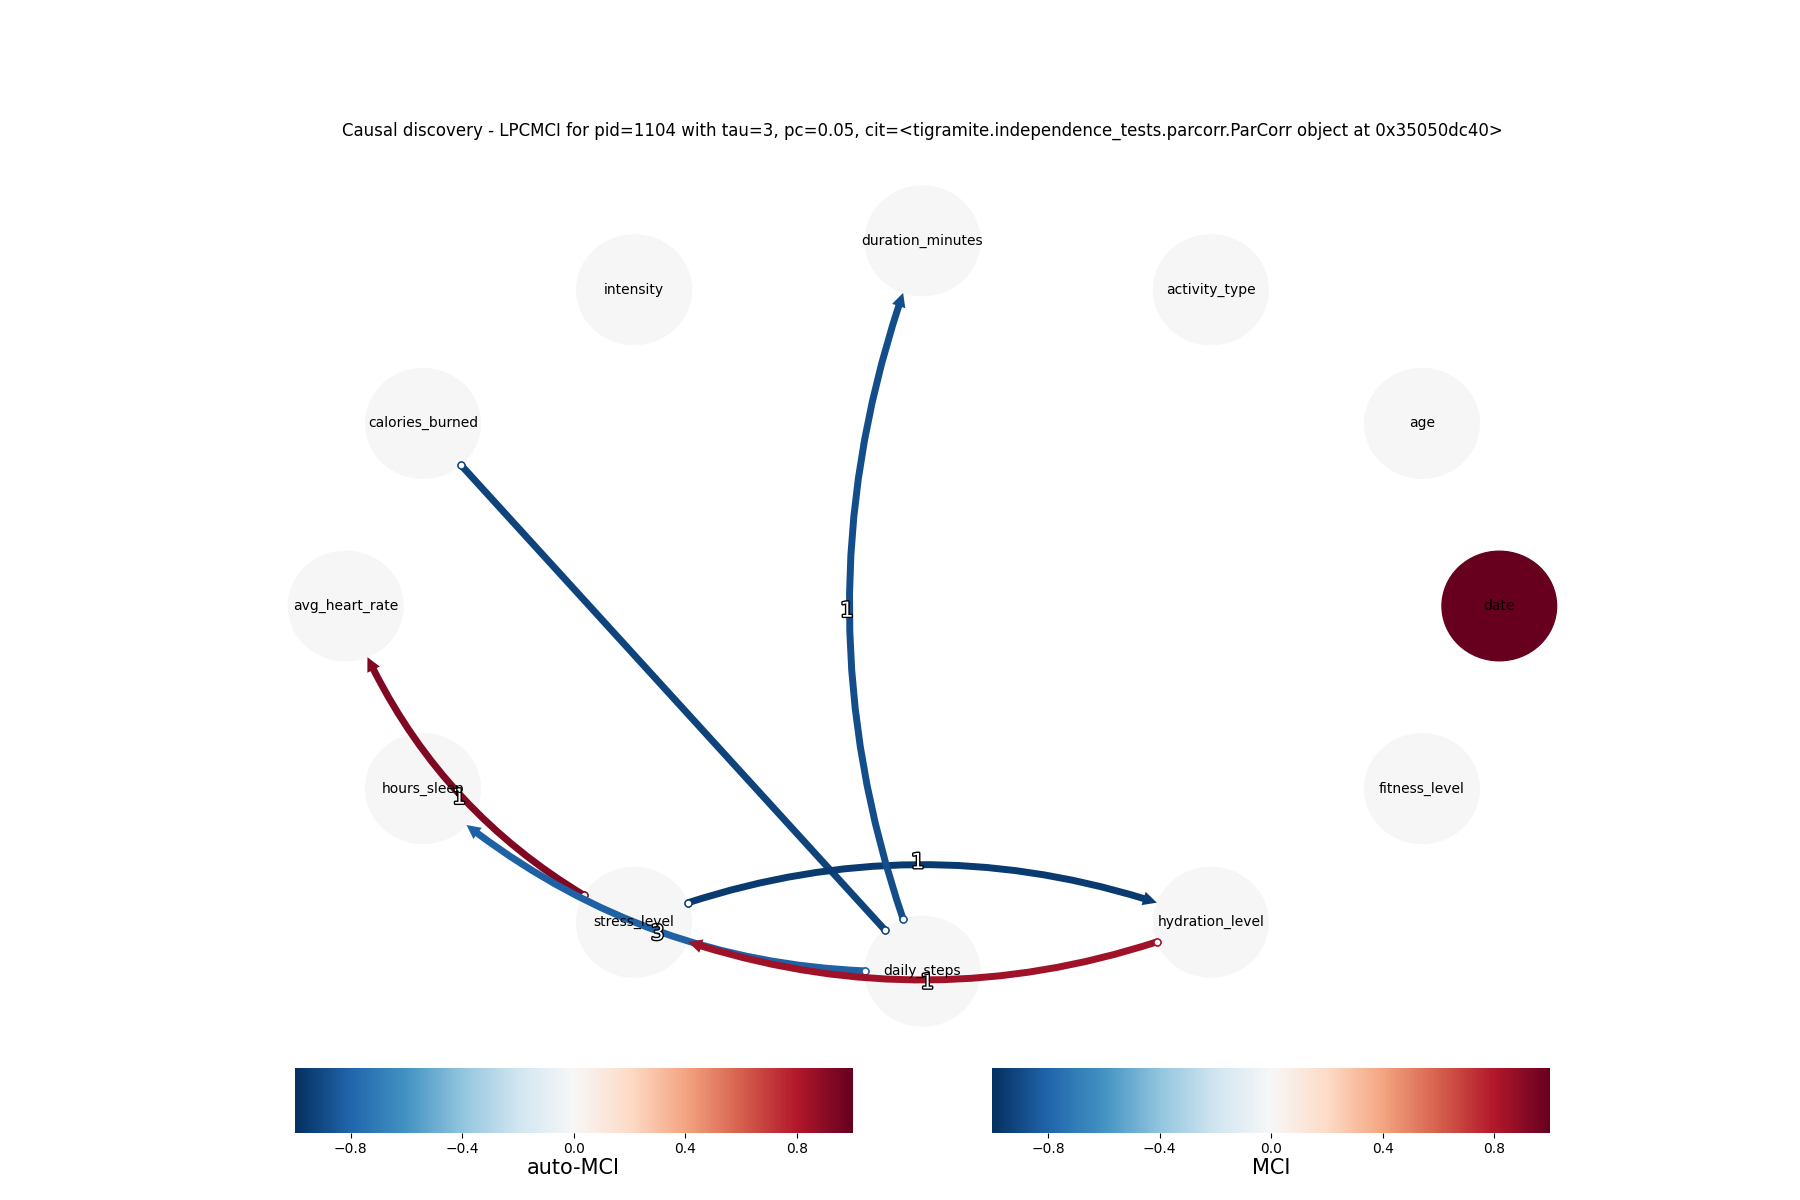 Causal discovery - LPCMCI for pid=1104 with tau=3, pc=0.05, cit=<tigramite.independence_tests.parcorr.ParCorr object at 0x35050dc40>
duration_minutes
intensity
activity_type
calories_burned
age
avg_heart_rate
1
date
hours_sleep
1
fitness_level
1
stress_level
3
hydration_level
daily_steps
1
−0.8 −0.4 0.0 0.4 0.8
auto-MCI
−0.8 −0.4 0.0 0.4 0.8
MCI